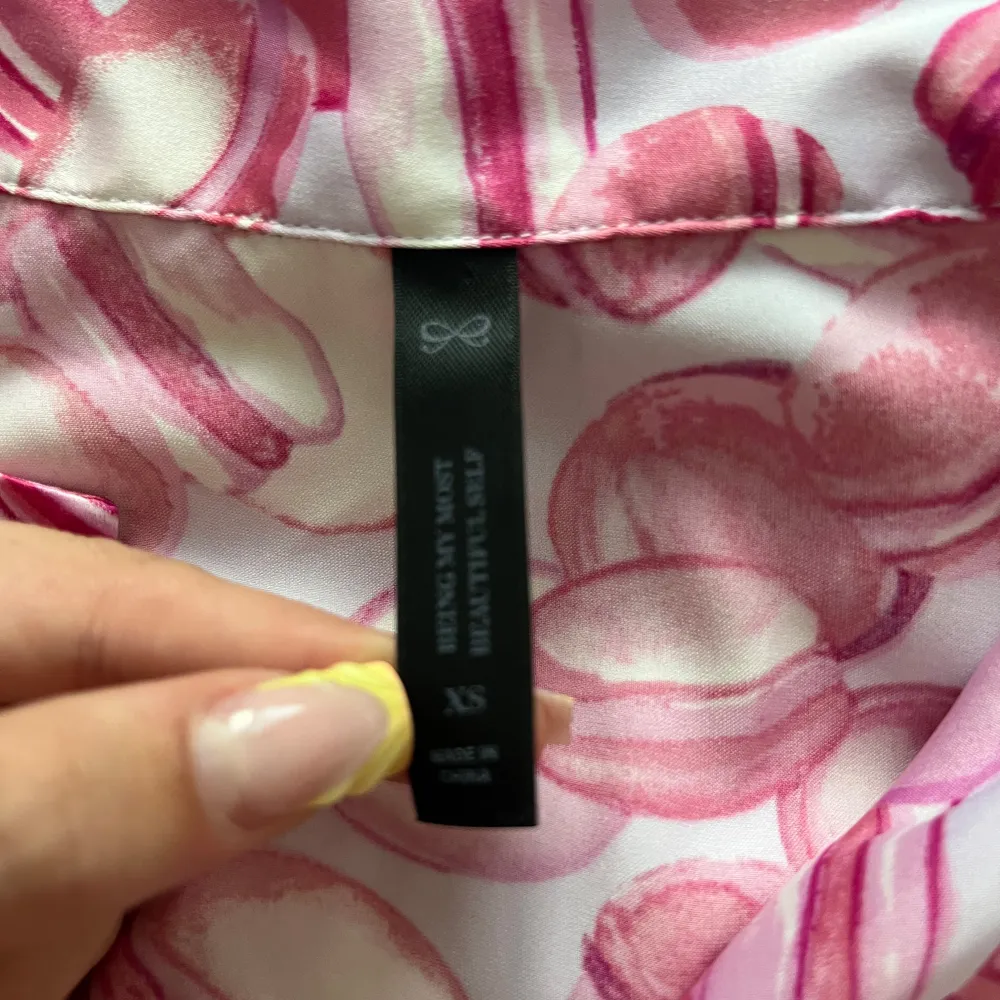 BEING MY MOST
BEAUTIFUL SELF
XS
MADE IN
CHINA